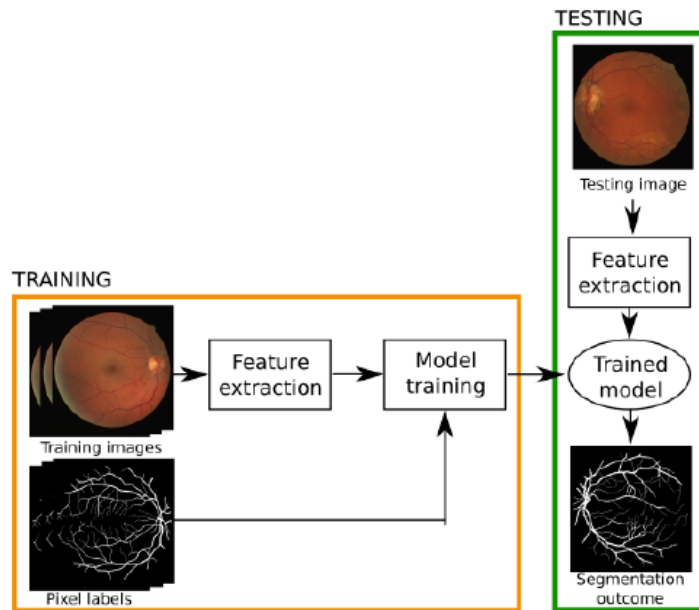 TESTING
Testing image
Feature
extraction
TRAINING
Feature
extraction
Model
training
Trained
model
Training images
Pixel labels
Segmentation
outcome